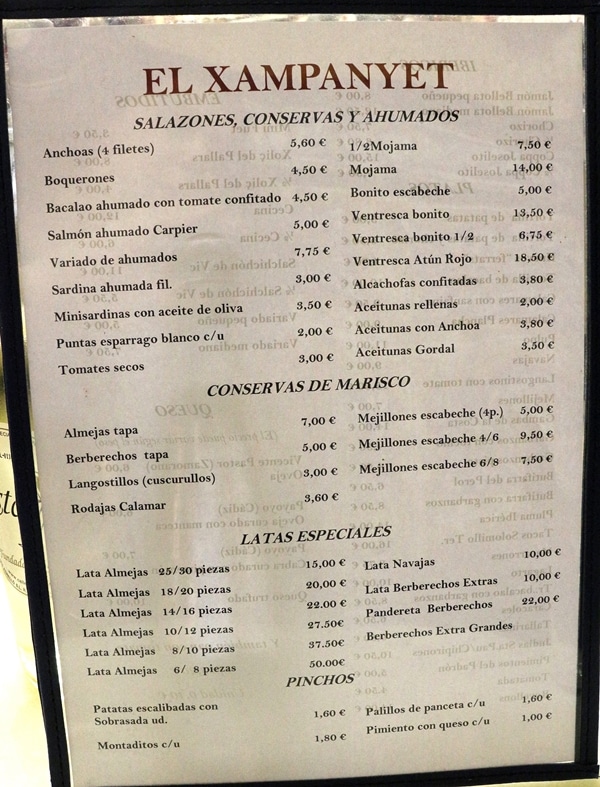 EL XAMPANYET
SALAZONES, CONSERVAS Y AHUMADOS
Anchoas (4 filetes) 5,60 €
Boquerones 4,50 €
Bacalao ahumado con tomate confitado 4,50 €
Salmón ahumado Carpier 5,00 €
Variado de ahumados 7,75 €
Sardina ahumada fil. 3,00 €
Minisardinas con aceite de oliva 3,50 €
Puntas esparrago blanco c/u 2,00 €
Tomates secos 3,00 €
1/2Mojama 7,50 €
Mojama 14,00 €
Bonito escabeche 5,00 €
Ventresca bonito 13,50 €
Ventresca bonito 1/2 6,75 €
Ventresca Atún Rojo 18,50 €
Alcachofas confitadas 3,80 €
Aceitunas rellenas 2,00 €
Aceitunas con Anchoa 3,80 €
Aceitunas Gordal 3,50 €
CONSERVAS DE MARISCO
Almejas tapa 7,00 €
Berberechos tapa 5,00 €
Langostillos (cuscurullos) 3,00 €
Rodajas Calamar 3,60 €
Mejillones escabeche (4p.) 5,00 €
Mejillones escabeche 4/6 9,50 €
Mejillones escabeche 6/8 7,50 €
LATAS ESPECIALES
Lata Almejas 25/30 piezas 15,00 €
Lata Almejas 18/20 piezas 20,00 €
Lata Almejas 14/16 piezas 22.00 €
Lata Almejas 10/12 piezas 27.50€
Lata Almejas 8/10 piezas 37.50€
Lata Almejas 6/ 8 piezas 50.00€
Lata Navajas 10,00 €
Lata Berberechos Extras 10,00 €
Pandereta Berberechos 22,00 €
Berberechos Extra Grandes
PINCHOS
Patatas escalibadas con
Sobrasada ud. 1,60 €
Montaditos c/u 1,80 €
Palillos de panceta c/u 1,60 €
Pimiento con queso c/u 1,00 €